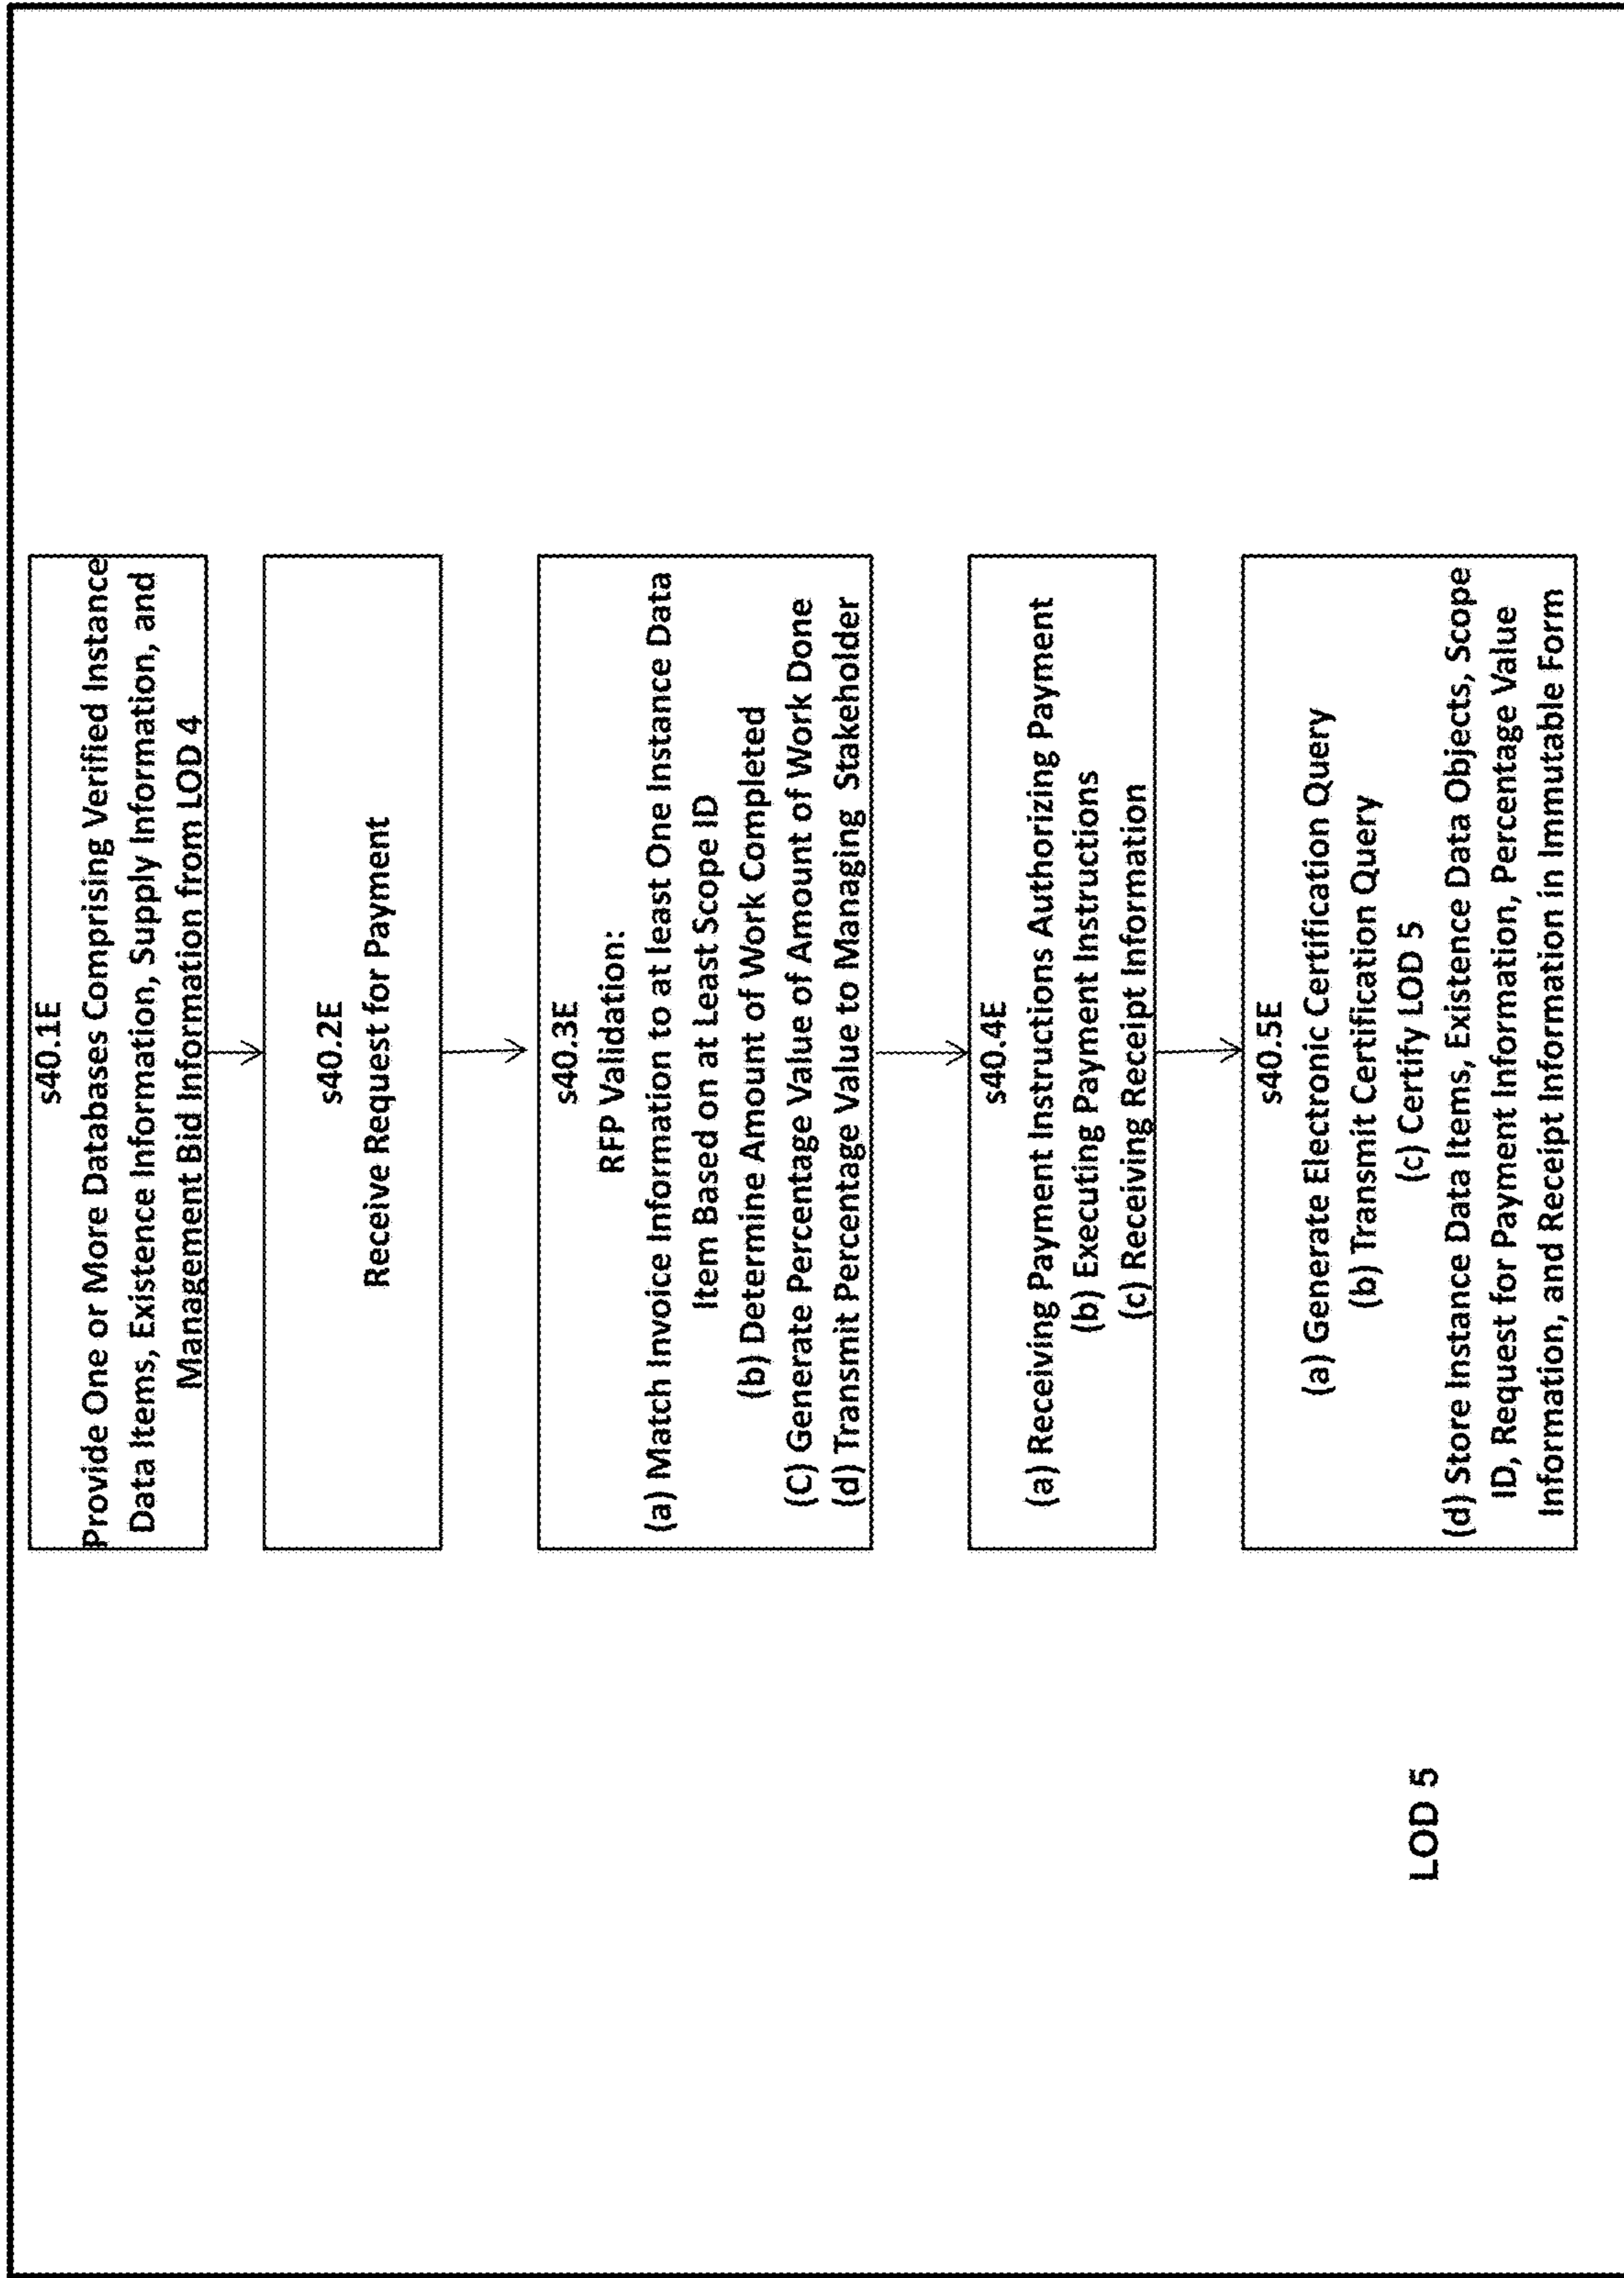 s40.1E
Provide One or More Databases Comprising Verified Instance
Data Items, Existence Information, Supply Information, and
Management Bid Information from LOD 4
s40.2E
Receive Request for Payment
s40.3E
RFP Validation:
(a) Match Invoice Information to at least One Instance Data
Item Based on at Least Scope ID
(b) Determine Amount of Work Completed
(C) Generate Percentage Value of Amount of Work Done
(d) Transmit Percentage Value to Managing Stakeholder
s40.4E
(a) Receiving Payment Instructions Authorizing Payment
(b) Executing Payment Instructions
(c) Receiving Receipt Information
s40.5E
(a) Generate Electronic Certification Query
(b) Transmit Certification Query
(c) Certify LOD 5
(d) Store Instance Data Items, Existence Data Objects, Scope
ID, Request for Payment Information, Percentage Value
Information, and Receipt Information in Immutable Form
LOD 5